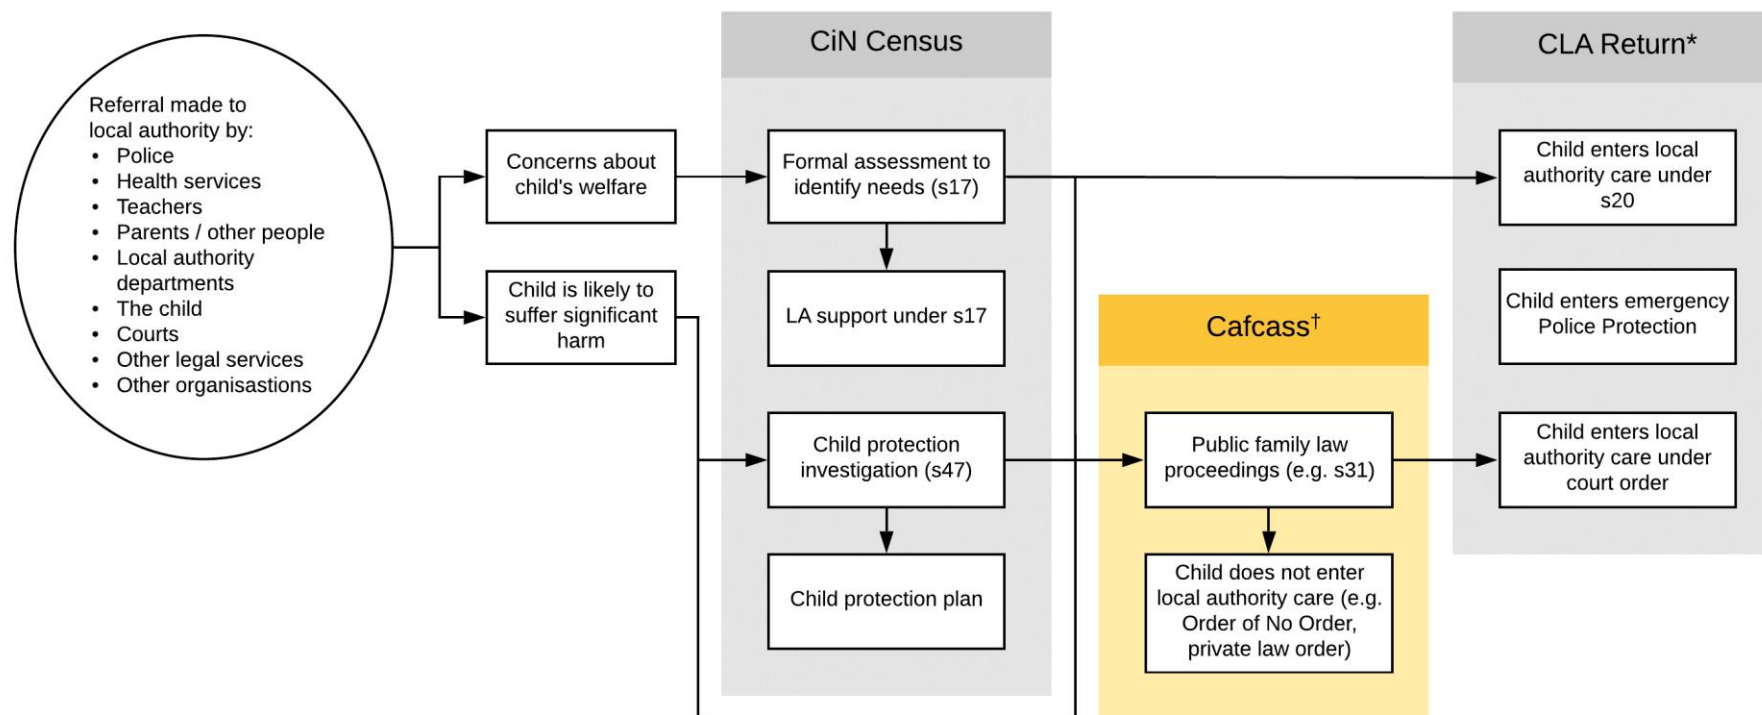 CiN Census
CLA Return*
Referral made to
local authority by:
• Police
• Health services
• Teachers
• Parents / other people
• Local authority
departments
• The child
• Courts
• Other legal services
• Other organisastions
Concerns about
child's welfare
Formal assessment to
identify needs (s17)
Child enters local
authority care under
s20
Child is likely to
suffer significant
harm
LA support under s17
Cafcass†
Child enters emergency
Police Protection
Child protection
investigation (s47)
Public family law
proceedings (e.g. s31)
Child enters local
authority care under
court order
Child protection plan
Child does not enter
local authority care (e.g.
Order of No Order,
private law order)